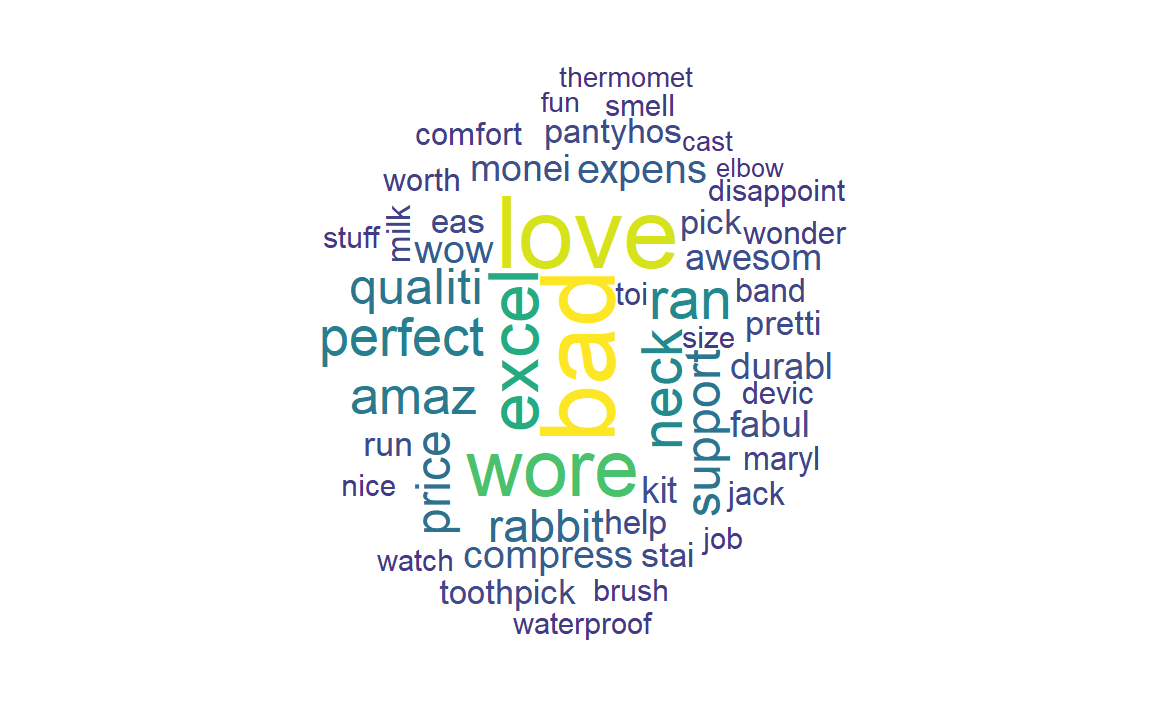 thermomet
fun
smell
comfort
pantyhos
cast
worth
monei
expens
elbow
disappoint
stuff
milk
eas
wow
love
pick
wonder
awesom
qualiti
excel
bad
toi
ran
band
perfect
neck
size
pretti
amaz
support
durabl
devic
fabul
run
price
wore
maryl
nice
kit
jack
rabbit
help
job
watch
compress
stai
toothpick
brush
waterproof